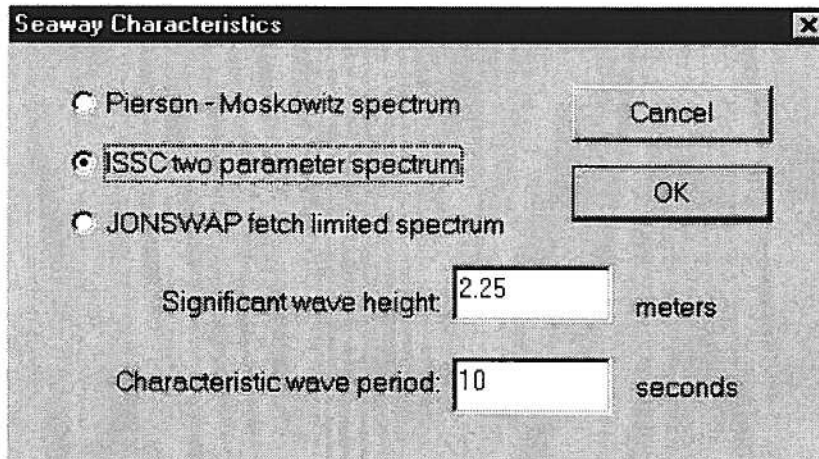 Seaway Characteristics
Pierson - Moskowitz spectrum
Cancel
ISSC two parameter spectrum
OK
JONSWAP fetch limited spectrum
Significant wave height: 2.25 meters
Characteristic wave period: 10 seconds